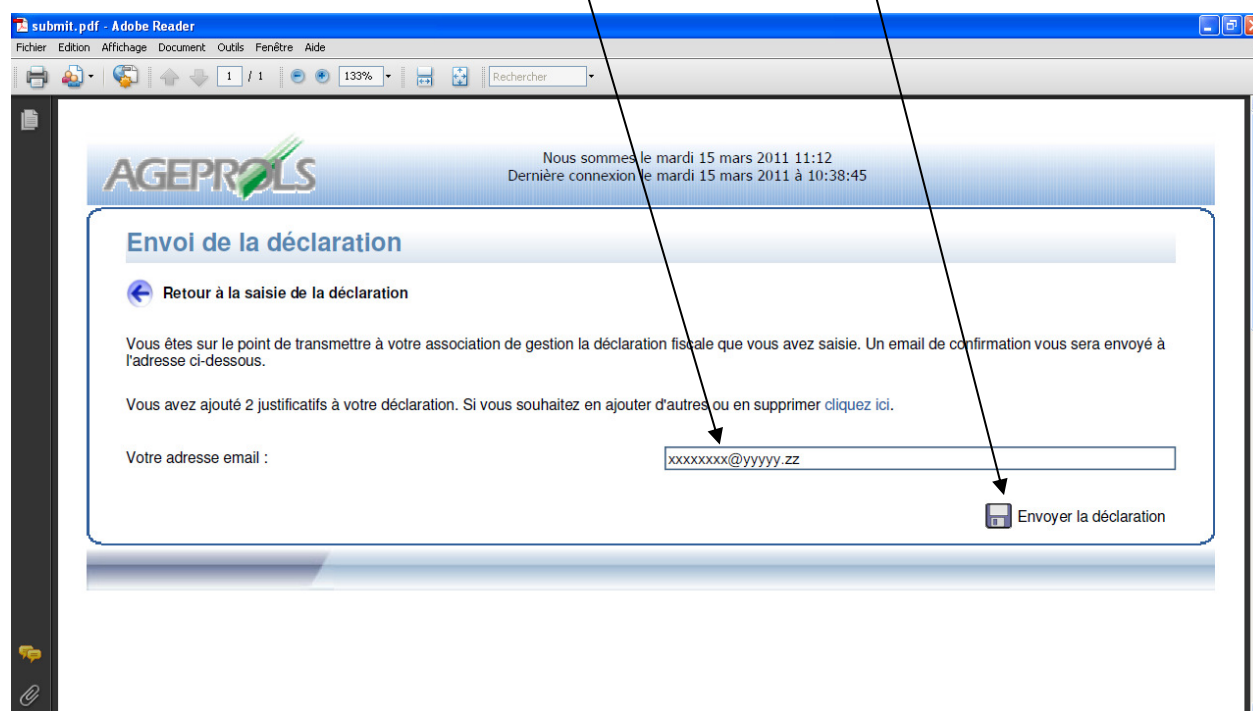 submit.pdf - Adobe Reader
Fichier Edition Affichage Document Outils Fenêtre Aide
1 / 1 133% Rechercher
AGEPROLS
Nous sommes le mardi 15 mars 2011 11:12
Dernière connexion le mardi 15 mars 2011 à 10:38:45
Envoi de la déclaration
Retour à la saisie de la déclaration
Vous êtes sur le point de transmettre à votre association de gestion la déclaration fiscale que vous avez saisie. Un email de confirmation vous sera envoyé à
l'adresse ci-dessous.
Vous avez ajouté 2 justificatifs à votre déclaration. Si vous souhaitez en ajouter d'autres ou en supprimer cliquez ici.
Votre adresse email : xxxxxxxx@yyyyy.zz
Envoyer la déclaration